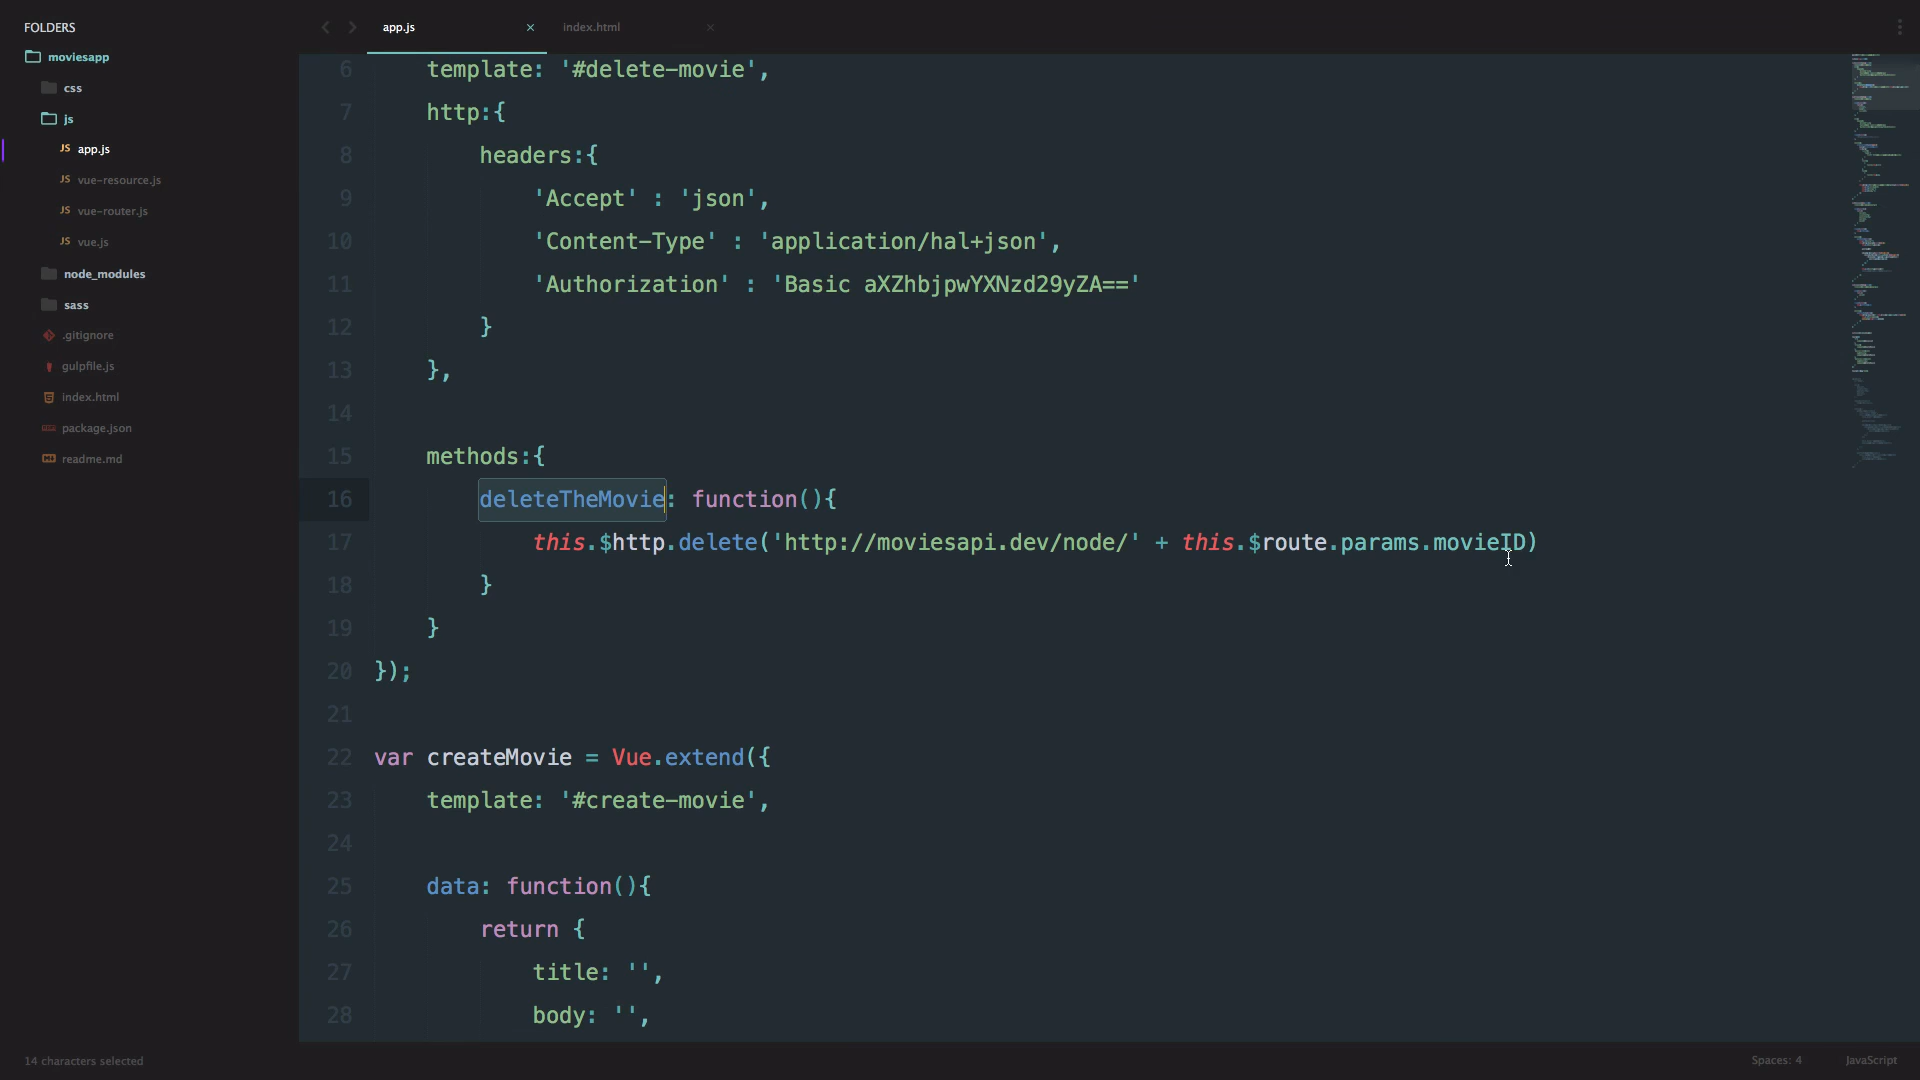 FOLDERS
moviesapp
css
js
JS app.js
JS vue-resource.js
JS vue-router.js
JS vue.js
node_modules
sass
.gitignore
gulpfile.js
index.html
package.json
readme.md
app.js × index.html ×
6 template: '#delete-movie',
7 http:{
8 headers:{
9 'Accept' : 'json',
10 'Content-Type' : 'application/hal+json',
11 'Authorization' : 'Basic aXZhbjpwYXNzd29yZA=='
12 }
13 },
14
15 methods:{
16 deleteTheMovie: function(){
17 this.$http.delete('http://moviesapi.dev/node/' + this.$route.params.movieID)
18 }
19 }
20 });
21
22 var createMovie = Vue.extend({
23 template: '#create-movie',
24
25 data: function(){
26 return {
27 title: '',
28 body: '',
14 characters selected
Spaces: 4 JavaScript